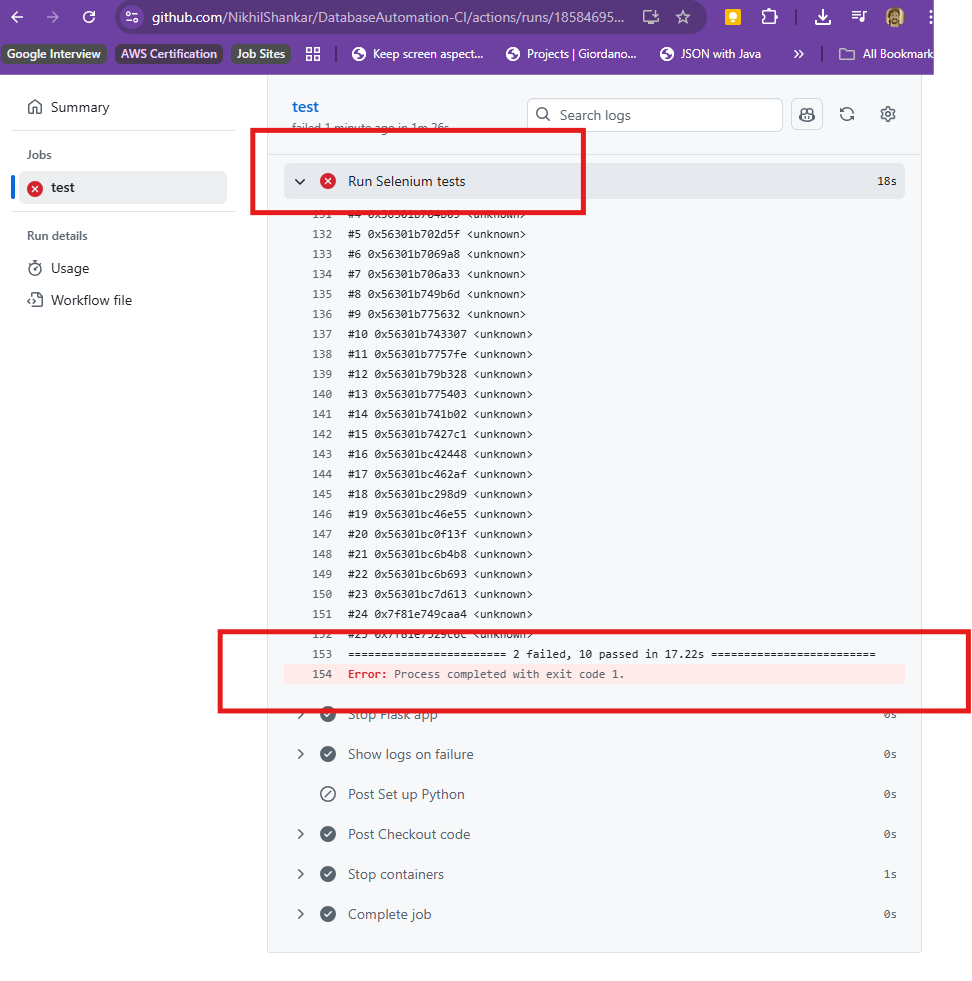 github.com/NikhilShankar/DatabaseAutomation-CI/actions/runs/18584695...
Google Interview AWS Certification Job Sites Keep screen aspect... Projects | Giordano... JSON with Java » All Bookmark
Summary
Jobs
test
Run details
Usage
Workflow file
test
failed 1 minute ago in 1m 26s
Search logs
Run Selenium tests 18s
131 #4 0x56301b704b69 <unknown>
132 #5 0x56301b702d5f <unknown>
133 #6 0x56301b7069a8 <unknown>
134 #7 0x56301b706a33 <unknown>
135 #8 0x56301b749b6d <unknown>
136 #9 0x56301b775632 <unknown>
137 #10 0x56301b743307 <unknown>
138 #11 0x56301b7757fe <unknown>
139 #12 0x56301b79b328 <unknown>
140 #13 0x56301b775403 <unknown>
141 #14 0x56301b741b02 <unknown>
142 #15 0x56301b7427c1 <unknown>
143 #16 0x56301bc42448 <unknown>
144 #17 0x56301bc462af <unknown>
145 #18 0x56301bc298d9 <unknown>
146 #19 0x56301bc46e55 <unknown>
147 #20 0x56301bc0f13f <unknown>
148 #21 0x56301bc6b4b8 <unknown>
149 #22 0x56301bc6b693 <unknown>
150 #23 0x56301bc7d613 <unknown>
151 #24 0x7f81e749caa4 <unknown>
152 #25 0x7f81e7529c6c <unknown>
153 ======================== 2 failed, 10 passed in 17.22s =========================
154 Error: Process completed with exit code 1.
Stop Flask app 0s
Show logs on failure 0s
Post Set up Python 0s
Post Checkout code 0s
Stop containers 1s
Complete job 0s